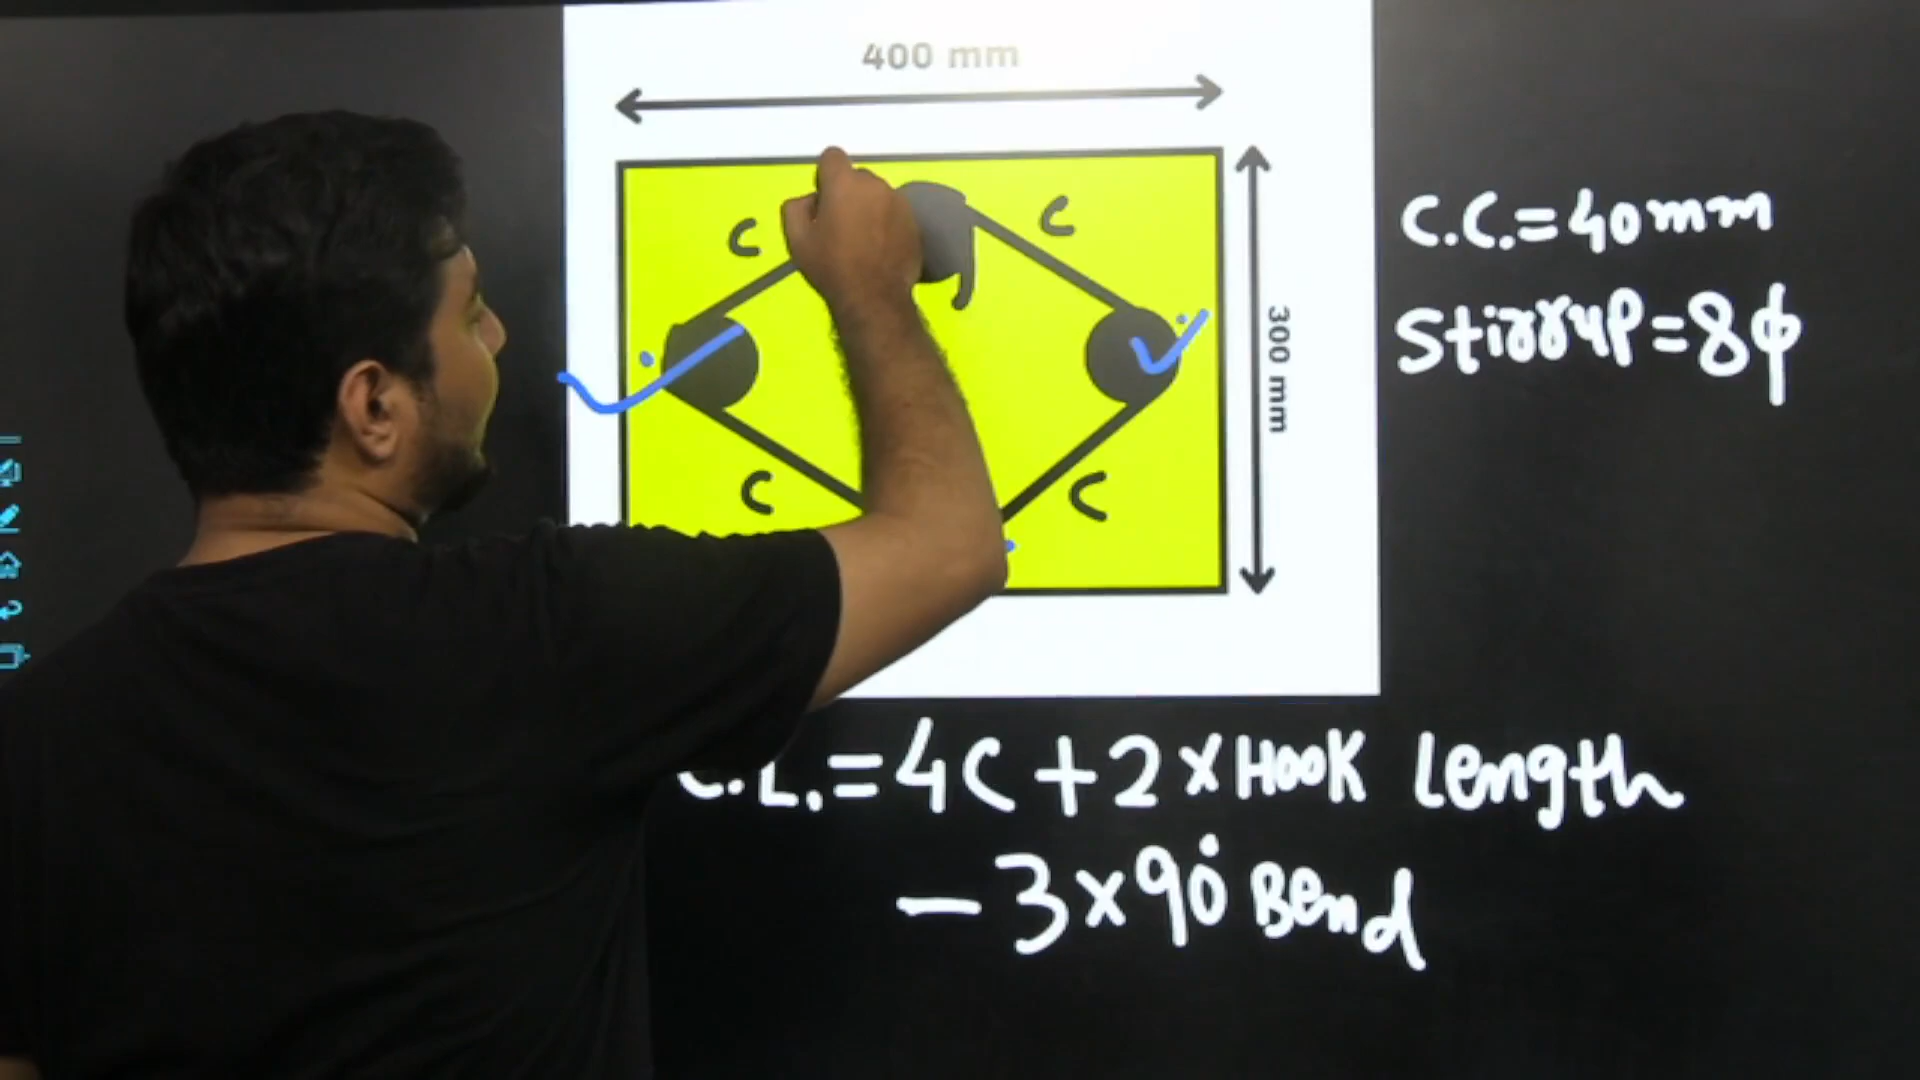 400 mm
C
C
300 mm
C
C
C.C.=40mm
Stirrup=8ϕ
C.L.=4C+2×Hook Length
-3×90° Bend